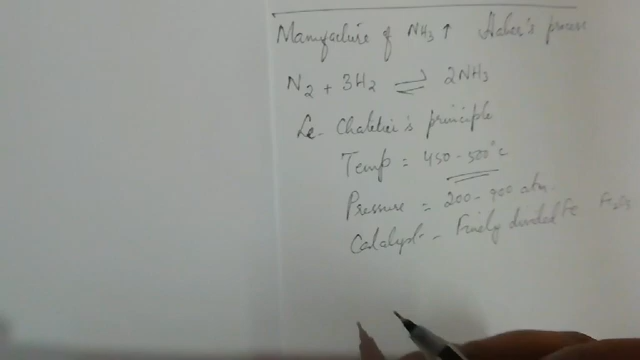 Manufacture of NH3 ↑ Haber's process
N2 + 3H2 ⇌ 2NH3
Le- Chatelier's principle
Temp = 450-500°C
Pressure = 200-900 atm.
Catalyst - Finely divided Fe